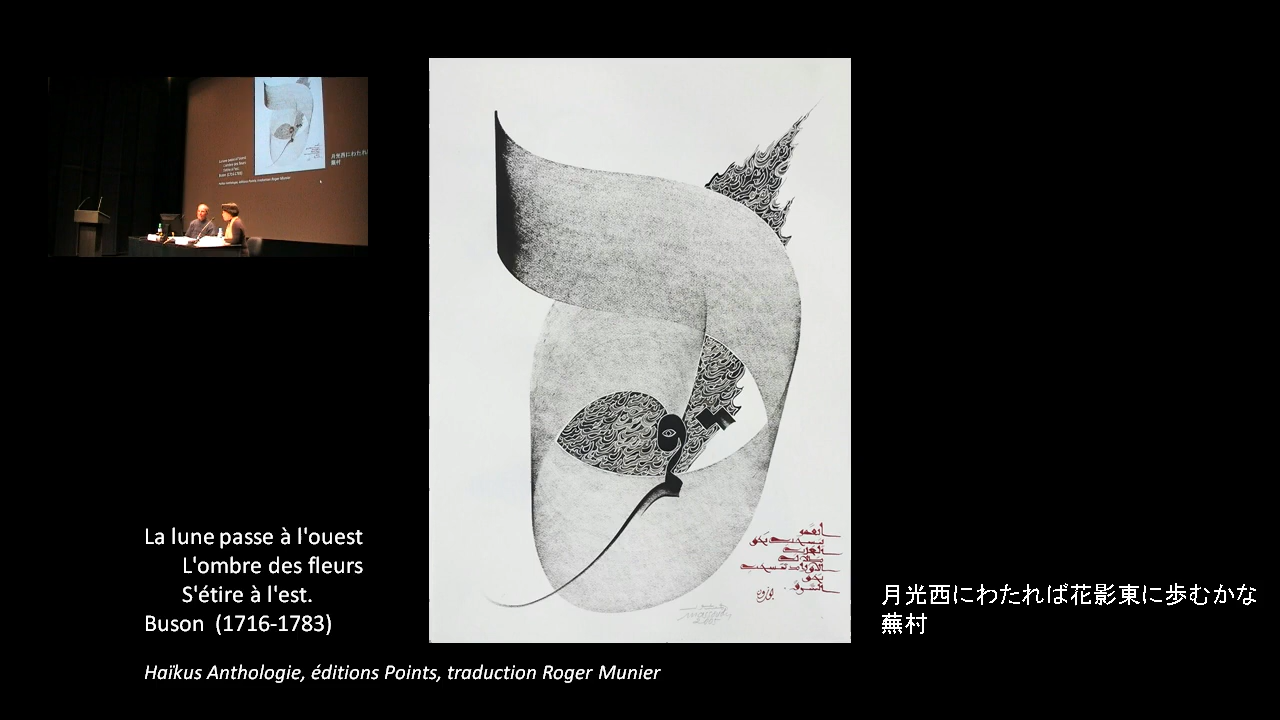 La lune passe à l'ouest
L'ombre des fleurs
S'étire à l'est.
Buson (1716-1783)
Haïkus Anthologie, éditions Points, traduction Roger Munier
月光西にわたれば花影東に歩むかな
蕪村